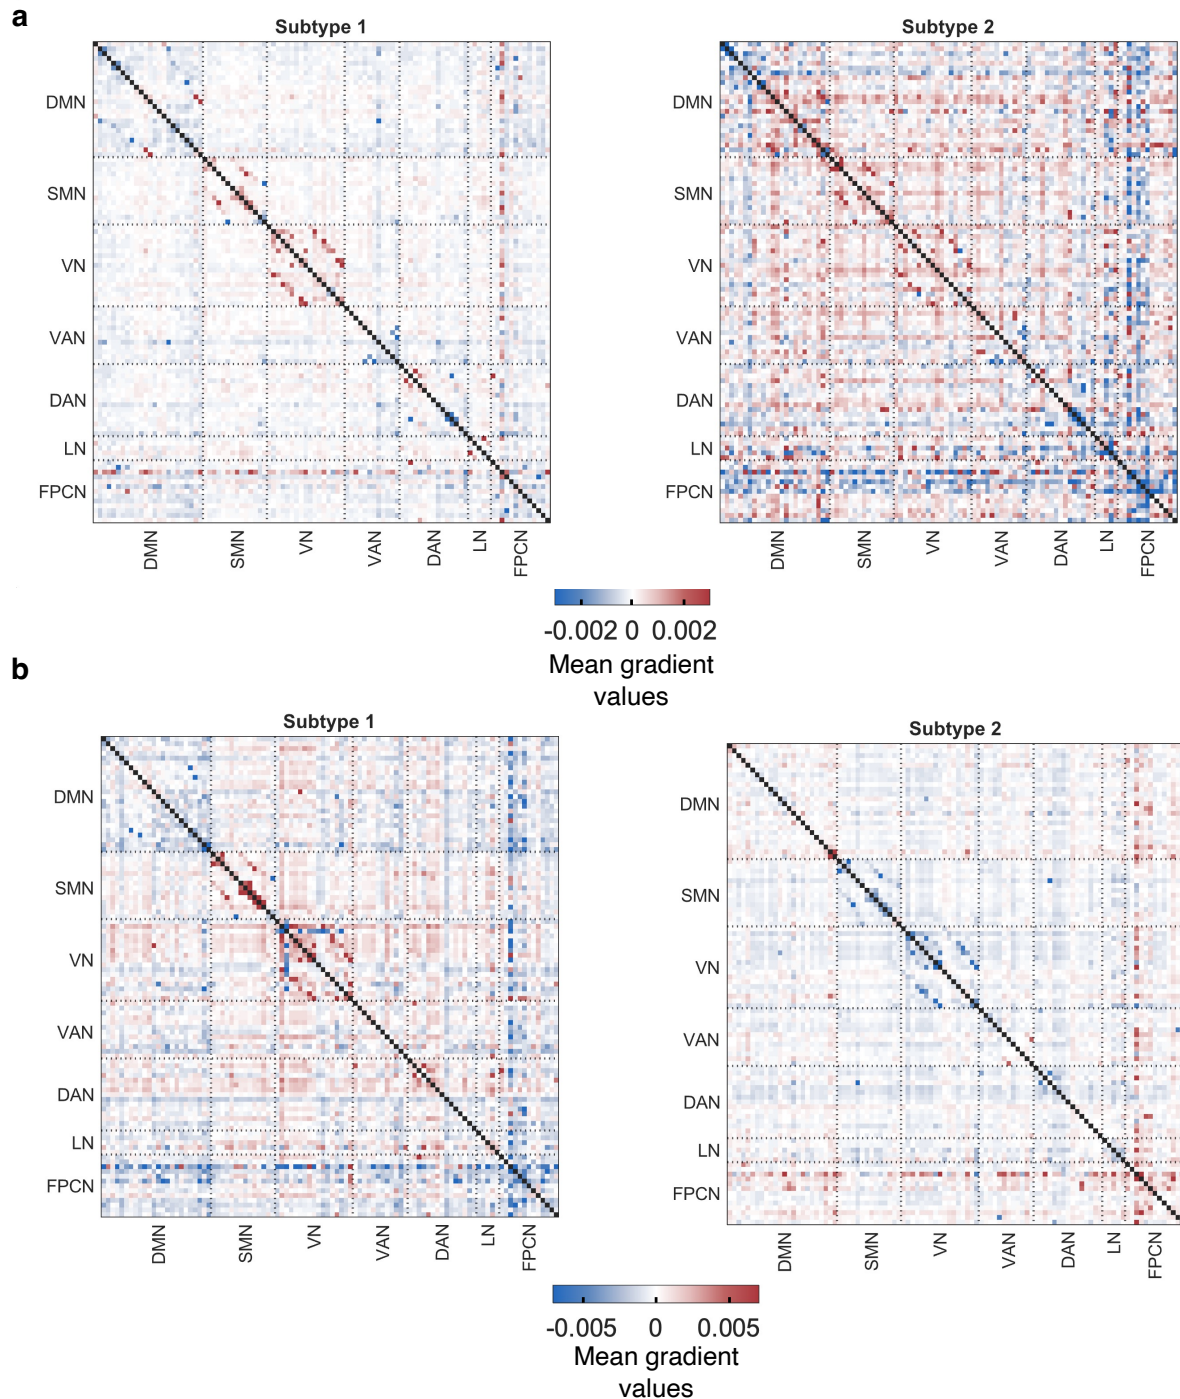 a
Subtype 1
Subtype 2
DMN
SMN
VN
VAN
DAN
LN
FPCN
DMN
SMN
VN
VAN
DAN
LN
FPCN
DMN
SMN
VN
VAN
DAN
LN
FPCN
DMN
SMN
VN
VAN
DAN
LN
FPCN
-0.002 0 0.002
Mean gradient
values
b
Subtype 1
Subtype 2
DMN
SMN
VN
VAN
DAN
LN
FPCN
DMN
SMN
VN
VAN
DAN
LN
FPCN
DMN
SMN
VN
VAN
DAN
LN
FPCN
DMN
SMN
VN
VAN
DAN
LN
FPCN
-0.005 0 0.005
Mean gradient
values